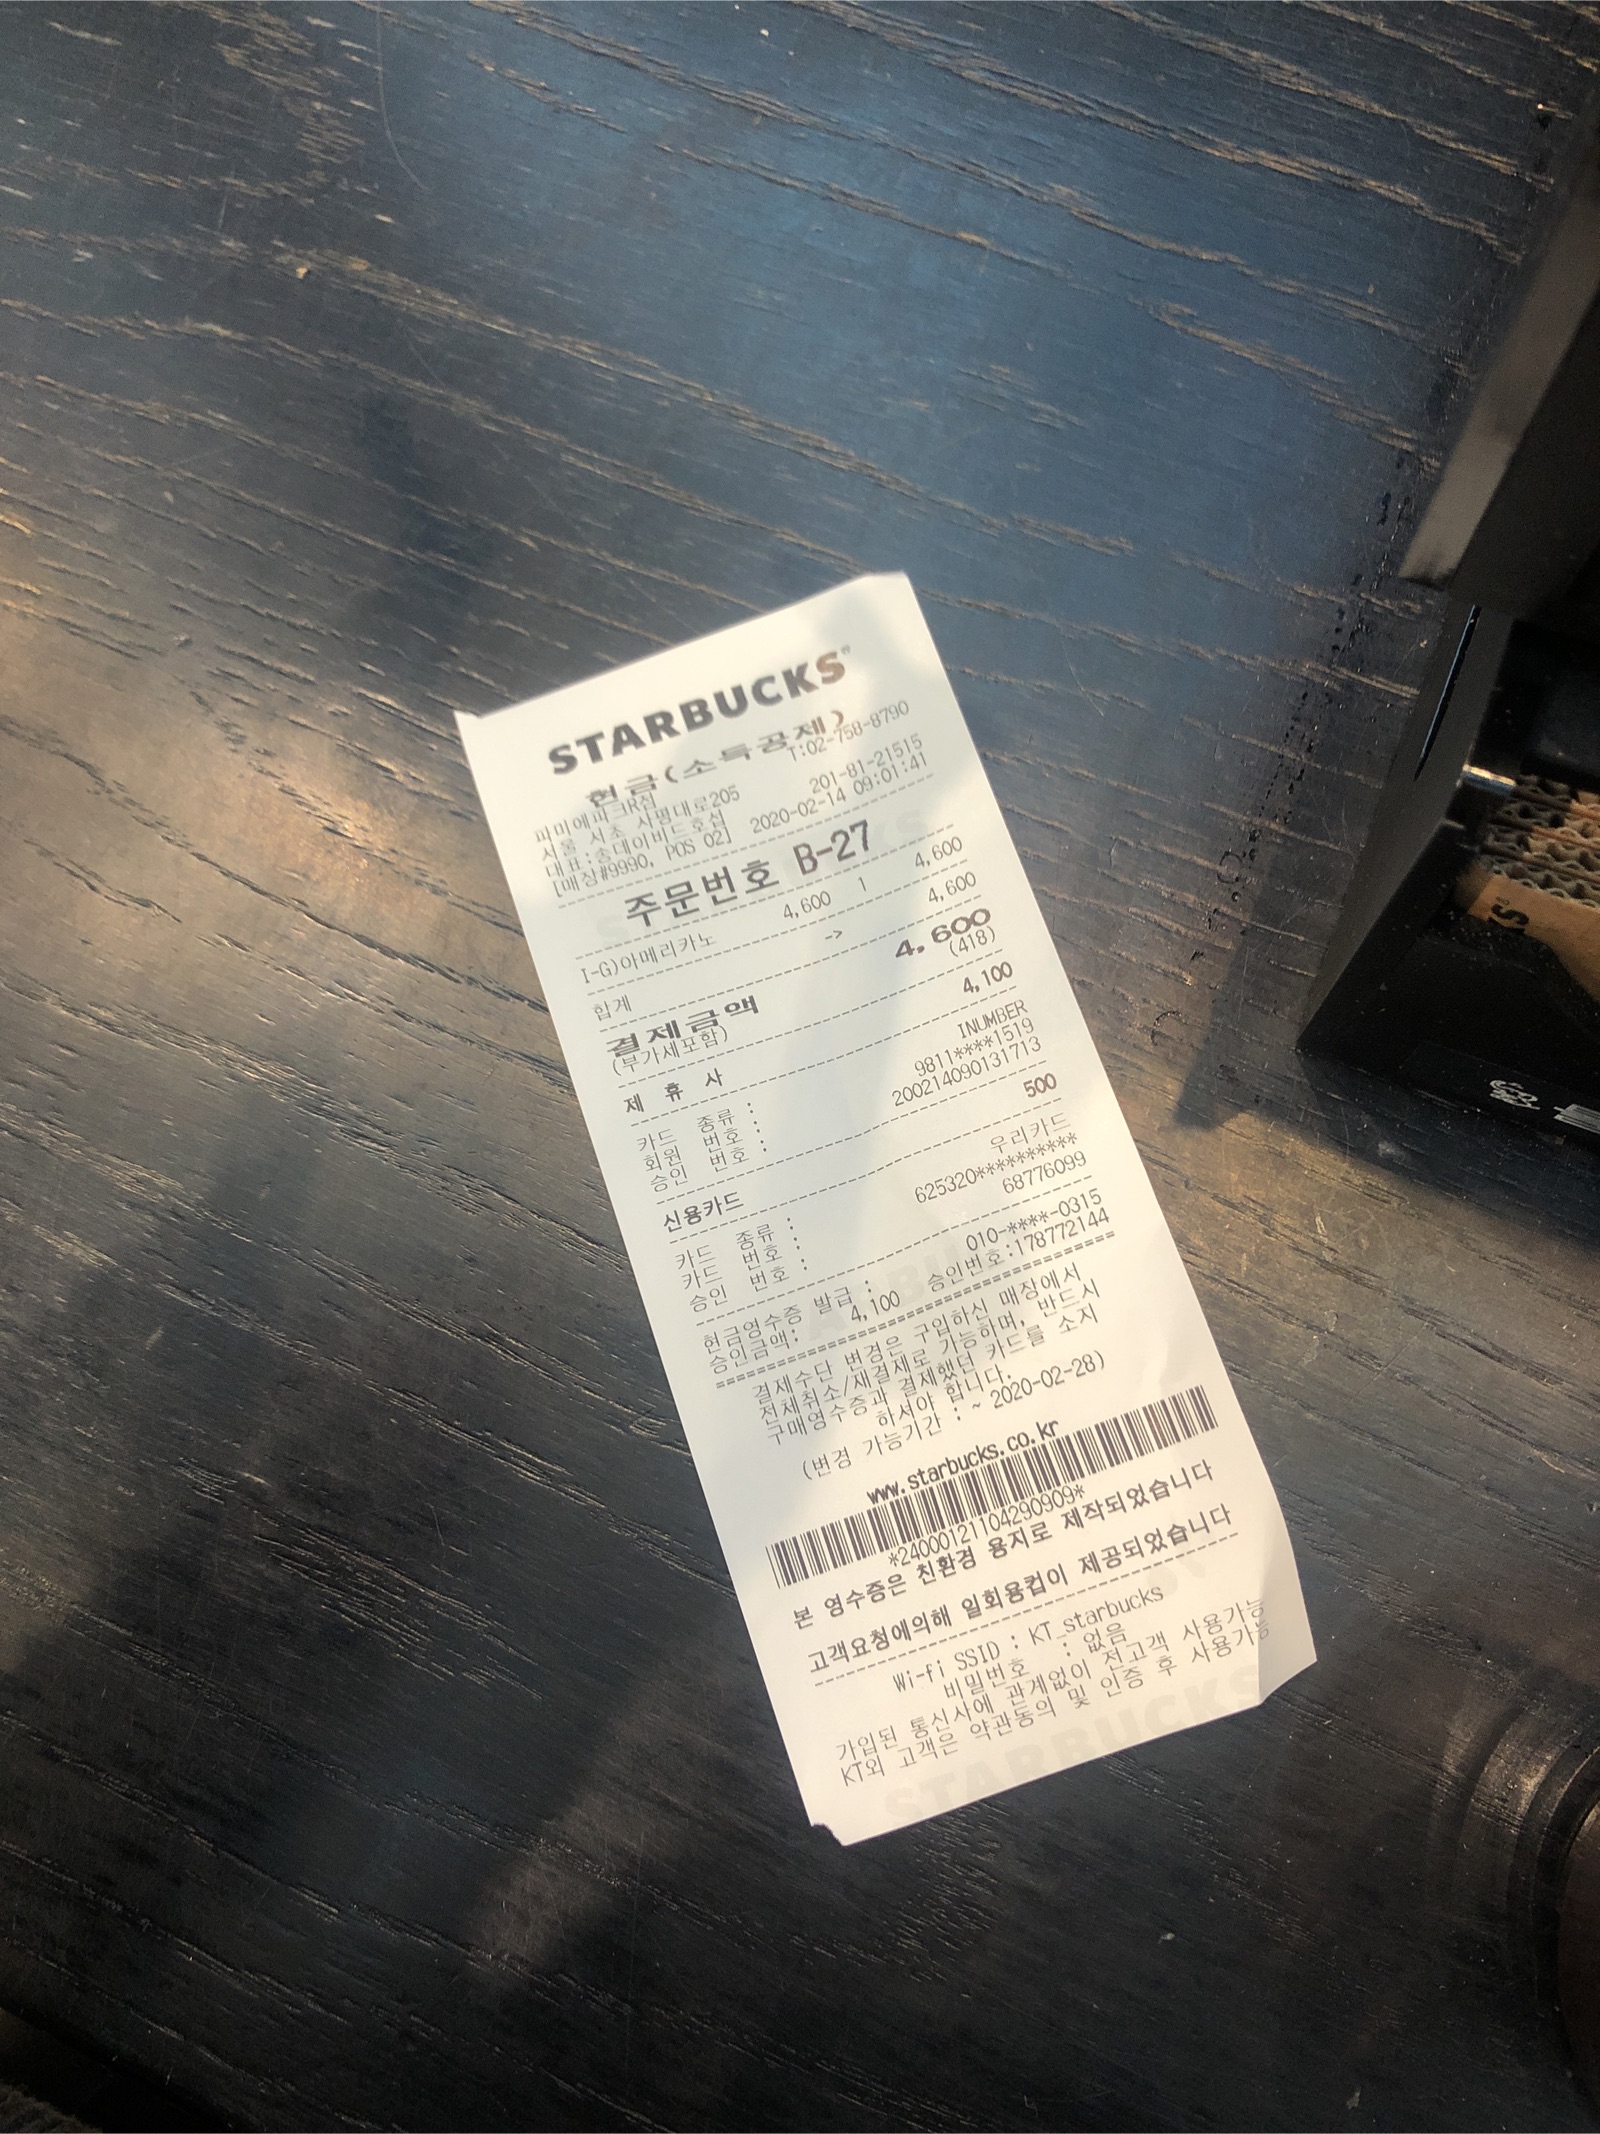 STARBUCKS®
현금(소득공제)
파미에파크R점 T:02-758-8790
서울 서초 사평대로205
대표:송데이비드호섭 201-81-21515
[매장#9990, POS 02] 2020-02-14 09:01:41
주문번호 B-27
I-G)아메리카노 4,600 1 4,600
->
합계 4,600
결제금액 4,600
(부가세포함) (418)
제 휴 사 4,100
카드 종류 : INUMBER
회원 번호 : 9811****1519
승인 번호 : 200214090131713
신용카드 500
카드 종류 : 우리카드
카드 번호 : 625320**********
승인 번호 : 68776099
현금영수증 발급 : 010-****-0315
승인금액: 4,100 승인번호:178772144
결제수단 변경은 구입하신 매장에서
전체취소/재결제로 가능하며, 반드시
구매영수증과 결제했던 카드를 소지
하셔야 합니다.
(변경 가능기간 : ~ 2020-02-28)
www.starbucks.co.kr
*24000121104290909*
본 영수증은 친환경 용지로 제작되었습니다
고객요청에의해 일회용컵이 제공되었습니다
Wi-fi SSID : KT_starbucks
비밀번호 : 없음
가입된 통신사에 관계없이 전고객 사용가능
KT외 고객은 약관동의 및 인증 후 사용가능
STARBUCKS